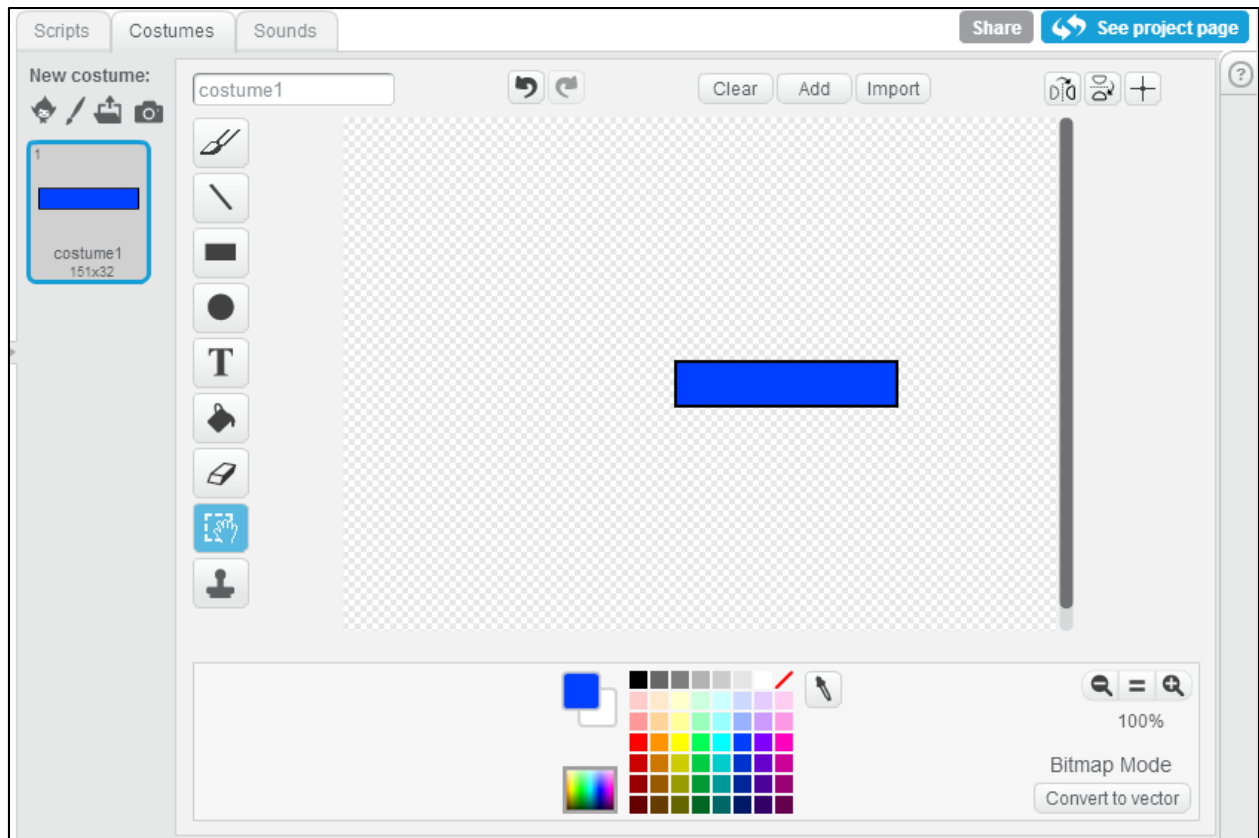 Scripts Costumes Sounds Share See project page
New costume:
costume1 Clear Add Import ?
1
costume1
151x32
T
100%
Bitmap Mode
Convert to vector